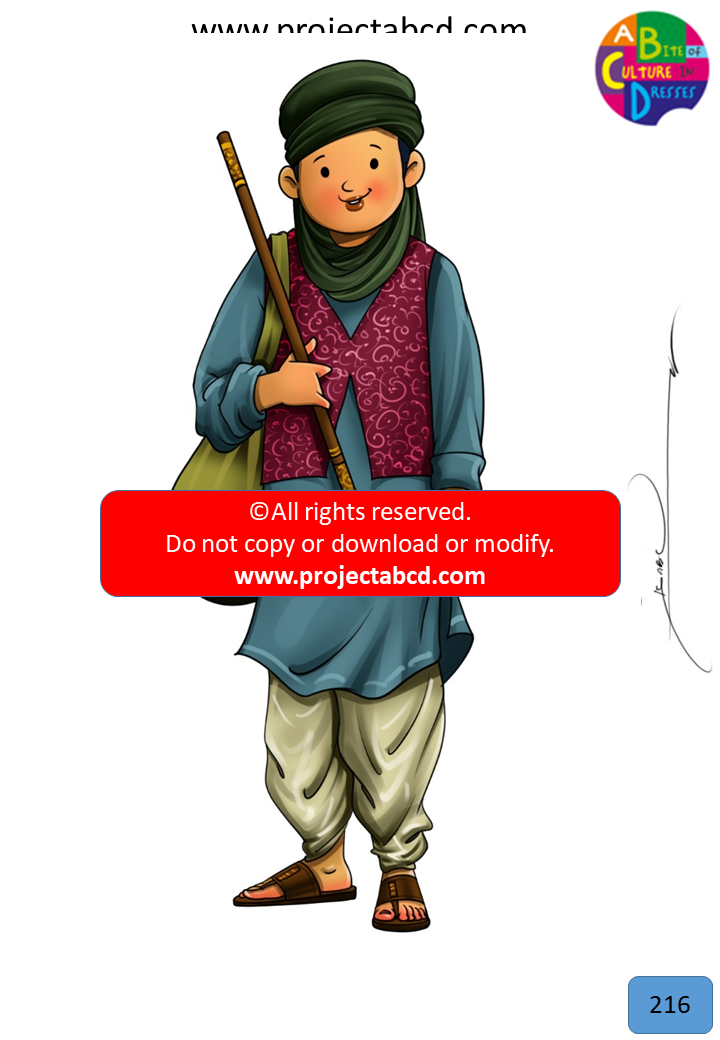 www.projectabcd.com
A
BITE OF
CULTURE IN
DRESSES
©All rights reserved.
Do not copy or download or modify.
www.projectabcd.com
216